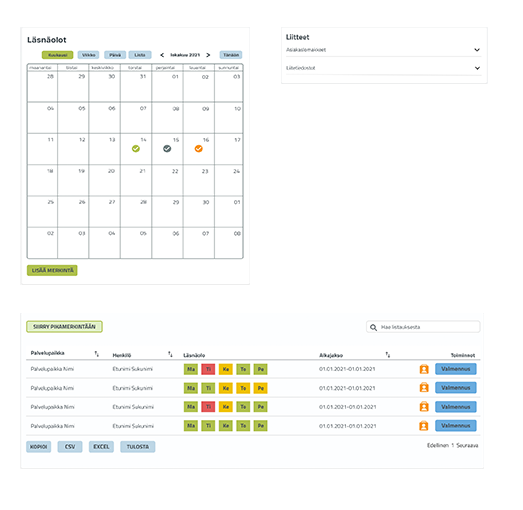 Läsnäolot
Kuukausi Viikko Päivä Lista < lokakuu 2021 > Tänään
maanantai tiistai keskiviikko torstai perjantai lauantai sunnuntai
28 29 30 31 01 02 03
04 05 06 07 08 09 10
11 12 13 14 15 16 17
18 19 20 21 22 23 24
25 26 27 28 29 30 01
02 03 04 05 06 07 08
LISÄÄ MERKINTÄ
Liitteet
Asiakaslomakkeet
Liitetiedostot
SIIRRY PIKAMERKINTÄÄN
Hae listauksesta
Palvelupaikka Henkilö Läsnäolo Aikajakso Toiminnot
Palvelupaikka Nimi Etunimi Sukunimi Ma Ti Ke To Pe 01.01.2021-01.01.2021 Valmennus
Palvelupaikka Nimi Etunimi Sukunimi Ma Ti Ke To Pe 01.01.2021-01.01.2021 Valmennus
Palvelupaikka Nimi Etunimi Sukunimi Ma Ti Ke To Pe 01.01.2021-01.01.2021 Valmennus
Palvelupaikka Nimi Etunimi Sukunimi Ma Ti Ke To Pe 01.01.2021-01.01.2021 Valmennus
KOPIOI CSV EXCEL TULOSTA
Edellinen 1 Seuraava